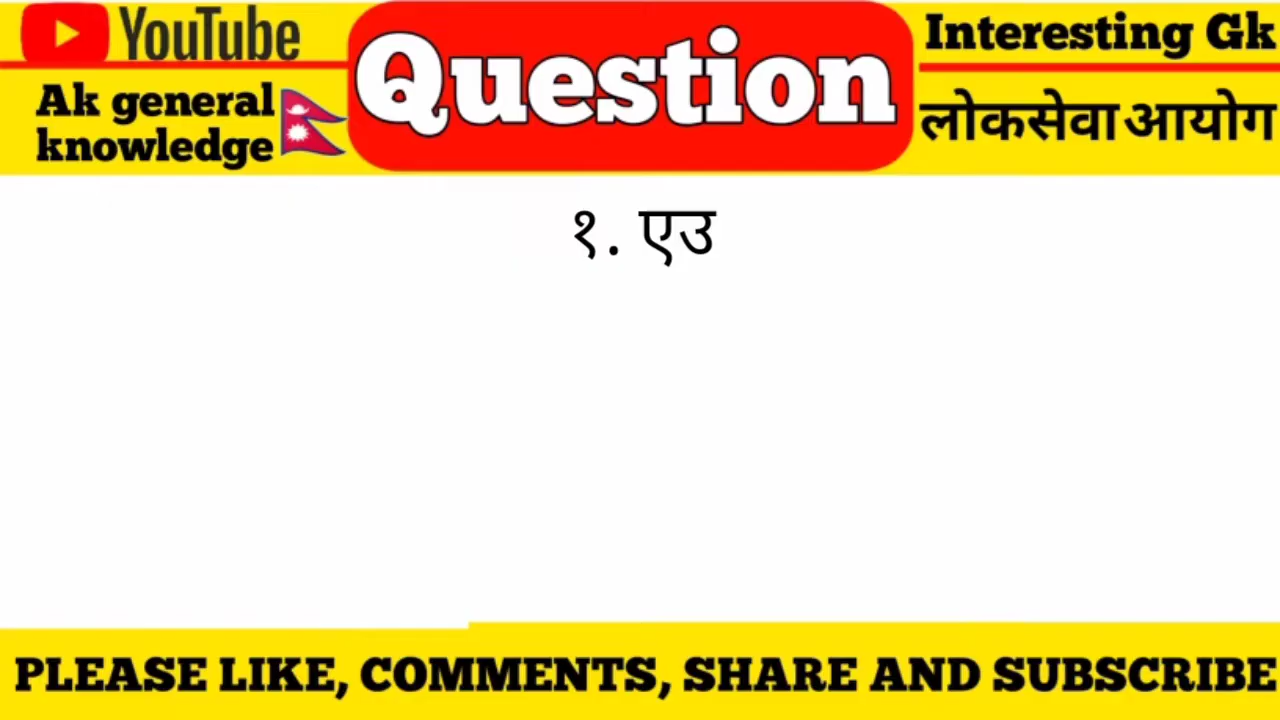 YouTube
Ak general
knowledge
Question
Interesting Gk
लोकसेवा आयोग
१. एउ
PLEASE LIKE, COMMENTS, SHARE AND SUBSCRIBE